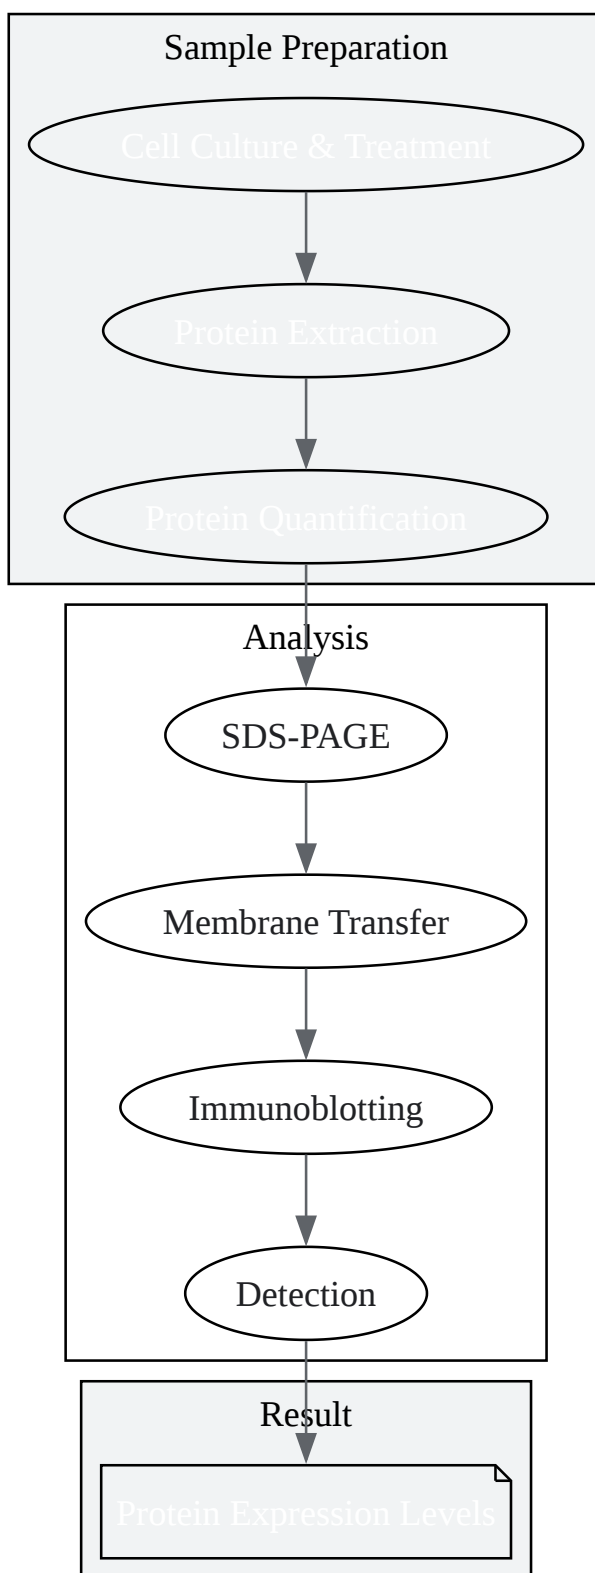 Sample Preparation
Cell Culture & Treatment
Protein Extraction
Protein Quantification
Analysis
SDS-PAGE
Membrane Transfer
Immunoblotting
Detection
Result
Protein Expression Levels